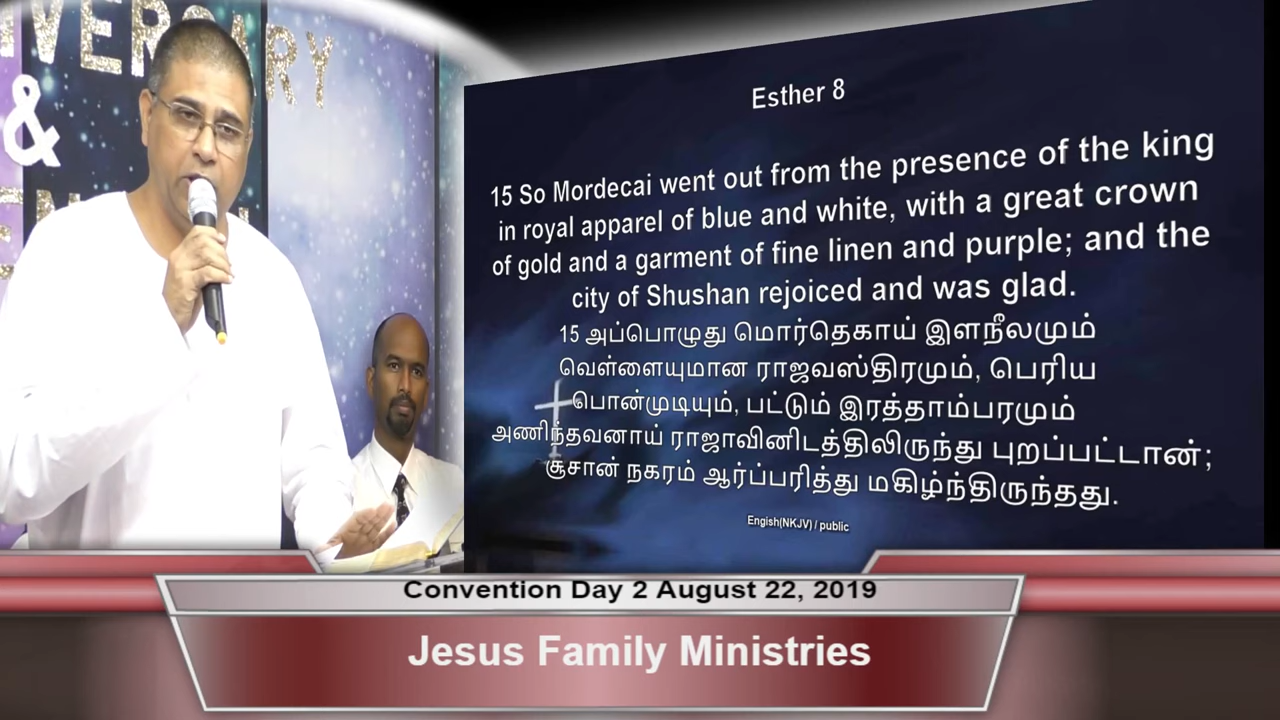 IVERSARY
&
Esther 8
15 So Mordecai went out from the presence of the king
in royal apparel of blue and white, with a great crown
of gold and a garment of fine linen and purple; and the
city of Shushan rejoiced and was glad.
15 அப்பொழுது மொர்தெகாய் இளநீலமும்
வெள்ளையுமான ராஜவஸ்திரமும், பெரிய
பொன்முடியும், பட்டும் இரத்தாம்பரமும்
அணிந்தவனாய் ராஜாவினிடத்திலிருந்து புறப்பட்டான்;
சூசான் நகரம் ஆர்ப்பரித்து மகிழ்ந்திருந்தது.
Engish(NKJV) / public
Convention Day 2 August 22, 2019
Jesus Family Ministries